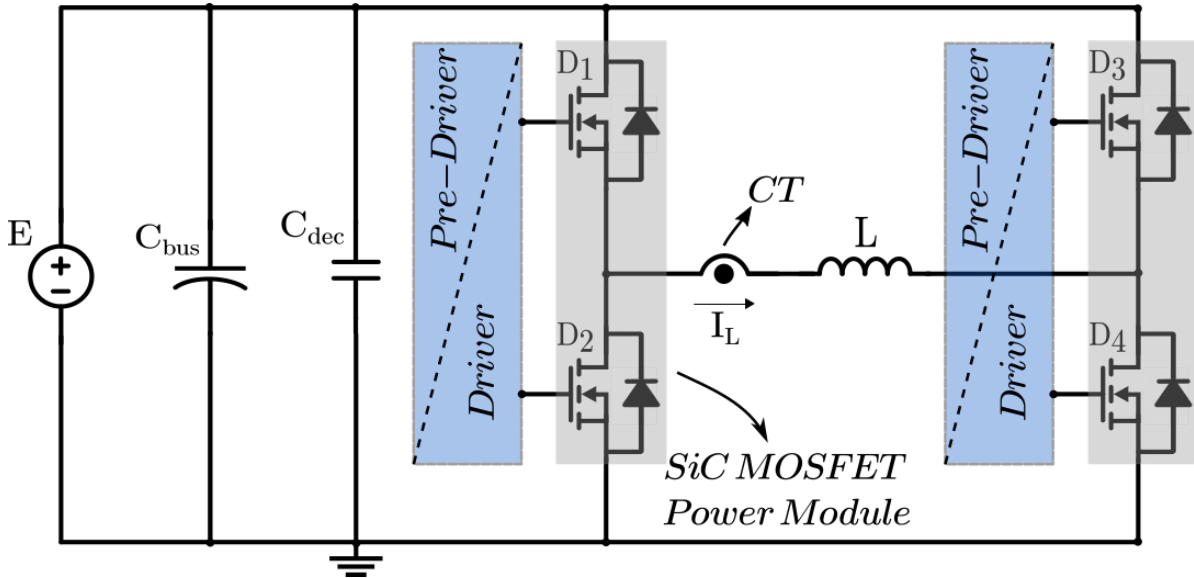 E
C_bus
C_dec
Pre-Driver
Driver
D1
D2
CT
L
I_L
SiC MOSFET
Power Module
Pre-Driver
Driver
D3
D4